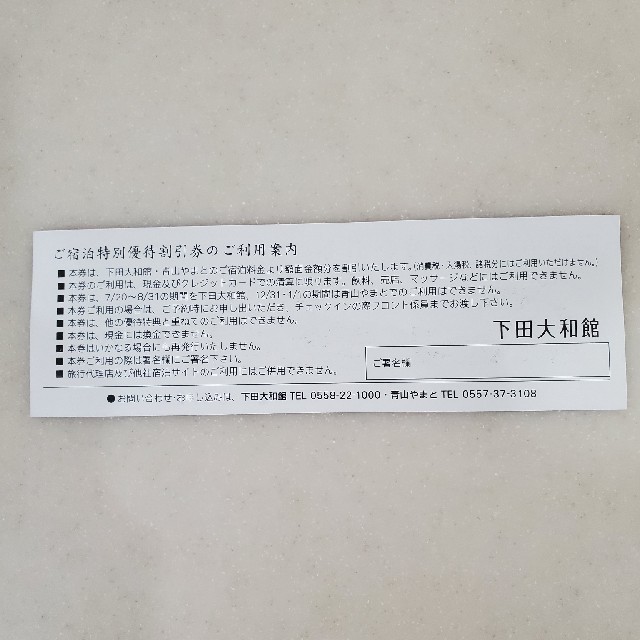 ご宿泊特別優待割引券のご利用案内
■ 本券は、下田大和館・青山やまとのご宿泊料金より額面金額分を割引いたします。(消費税・入湯税、諸税分にはご利用いただけません。)
■ 本券のご利用は、現金及びクレジットカードでの清算に限ります。飲料、売店、マッサージなどにはご利用できません。
■ 本券は、7/20～8/31の期間を下田大和館、12/31・1/1の期間は青山やまとでのご利用はできません。
■ 本券ご利用の場合は、ご予約時にお申し出いただき、チェックインの際フロント係員までお渡し下さい。
■ 本券は、他の優待特典と重ねてのご利用はできません。
■ 本券は、現金には換金できません。
■ 本券はいかなる場合にも再発行いたしません。
■ 本券ご利用の際は署名欄にご署名下さい。
■ 旅行代理店及び他社宿泊サイトのご利用にはご併用できません。
下田大和館
ご署名欄
●お問い合わせ・お申し込みは、下田大和館 TEL 0558-22-1000・青山やまと TEL 0557-37-3108